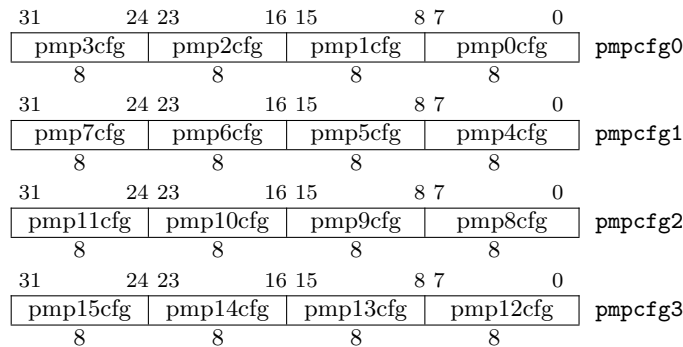 31 24 23 16 15 8 7 0
pmp3cfg pmp2cfg pmp1cfg pmp0cfg pmpcfg0
8 8 8 8
31 24 23 16 15 8 7 0
pmp7cfg pmp6cfg pmp5cfg pmp4cfg pmpcfg1
8 8 8 8
31 24 23 16 15 8 7 0
pmp11cfg pmp10cfg pmp9cfg pmp8cfg pmpcfg2
8 8 8 8
31 24 23 16 15 8 7 0
pmp15cfg pmp14cfg pmp13cfg pmp12cfg pmpcfg3
8 8 8 8